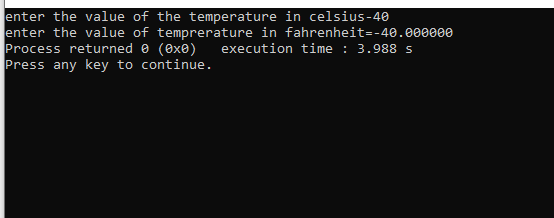 enter the value of the temperature in celsius-40
enter the value of temprerature in fahrenheit=-40.000000
Process returned 0 (0x0)   execution time : 3.988 s
Press any key to continue.